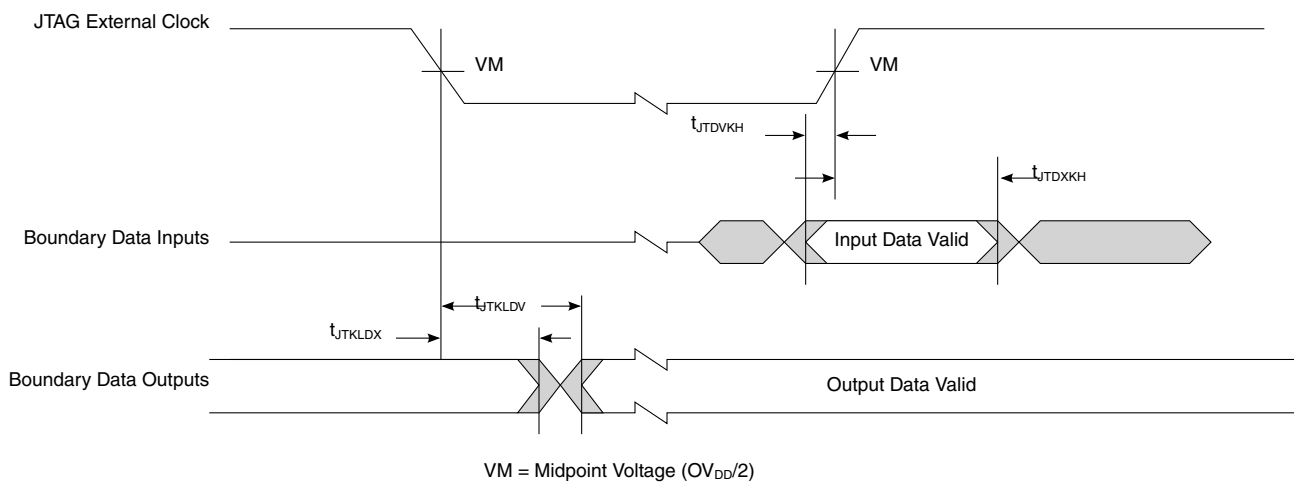 JTAG External Clock
VM
VM
tJTDVKH
tJTDXKH
Boundary Data Inputs
Input Data Valid
tJTKLDV
tJTKLDX
Boundary Data Outputs
Output Data Valid
VM = Midpoint Voltage (OVDD/2)